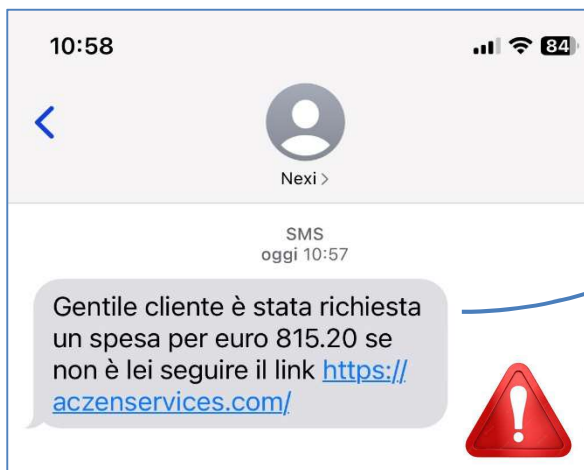 10:58
84
Nexi >
SMS
oggi 10:57
Gentile cliente è stata richiesta
un spesa per euro 815.20 se
non è lei seguire il link https://
aczenservices.com/